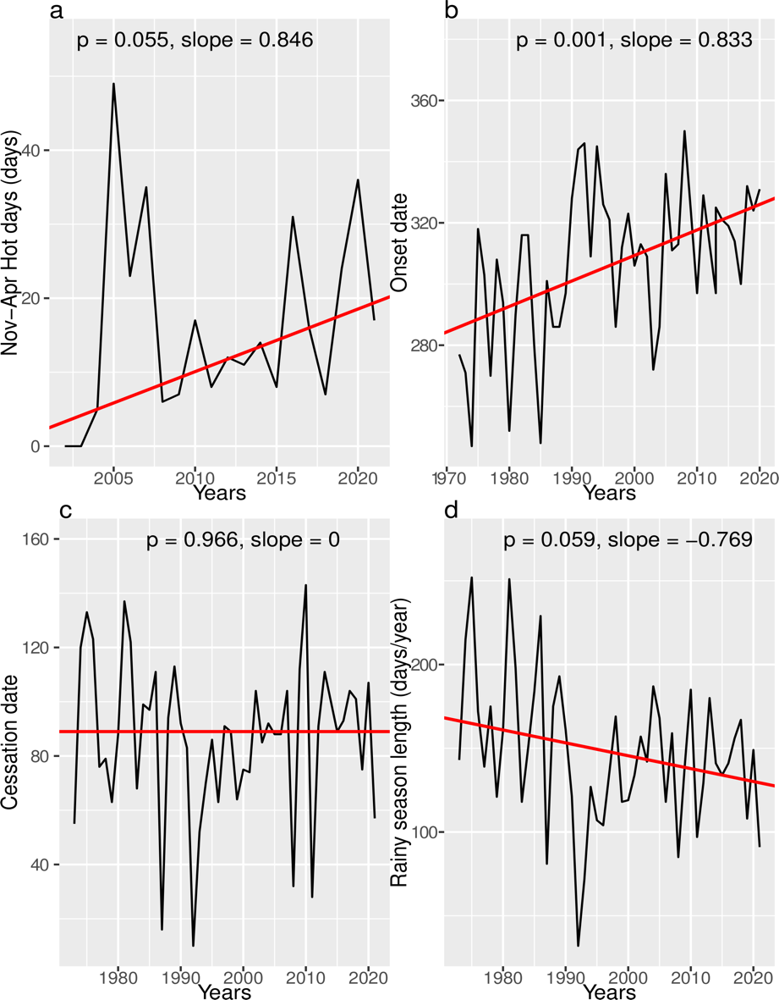 a
p = 0.055, slope = 0.846
Nov−Apr Hot days (days)
40
20
0
2005 2010 2015 2020
Years
b
p = 0.001, slope = 0.833
Onset date
360
320
280
1970 1980 1990 2000 2010 2020
Years
c
p = 0.966, slope = 0
Cessation date
160
120
80
40
1980 1990 2000 2010 2020
Years
d
p = 0.059, slope = −0.769
Rainy season length (days/year)
200
100
1980 1990 2000 2010 2020
Years